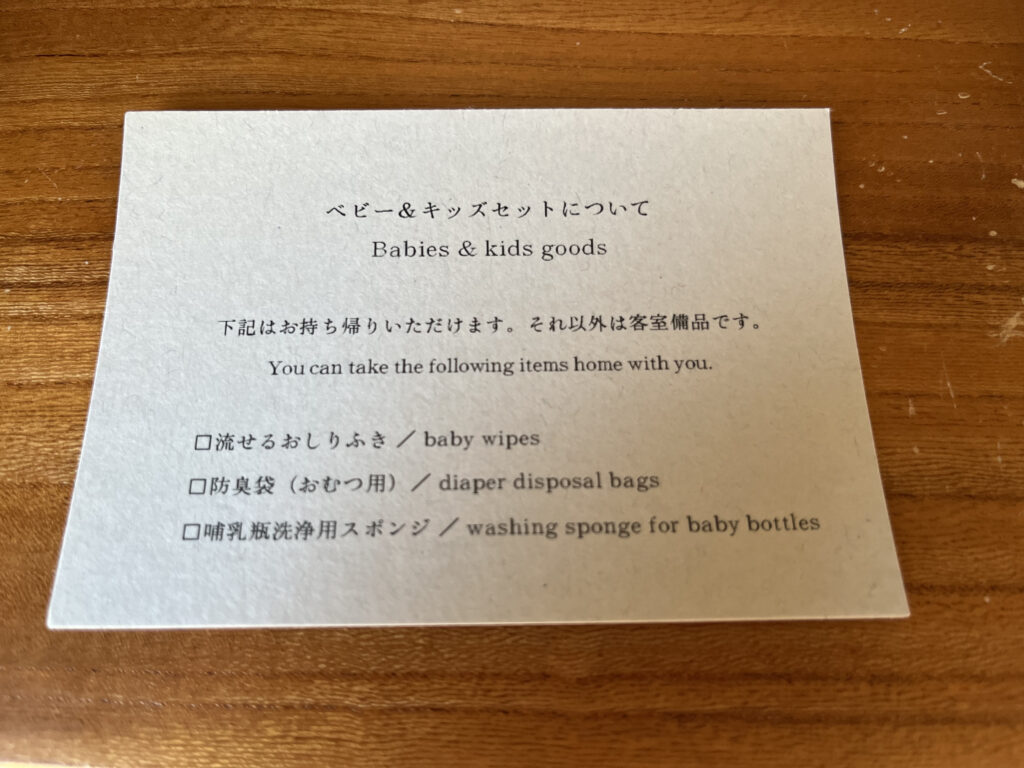 ベビー&キッズセットについて
Babies & kids goods
下記はお持ち帰りいただけます。それ以外は客室備品です。
You can take the following items home with you.
□流せるおしりふき / baby wipes
□防臭袋（おむつ用） / diaper disposal bags
□哺乳瓶洗浄用スポンジ / washing sponge for baby bottles